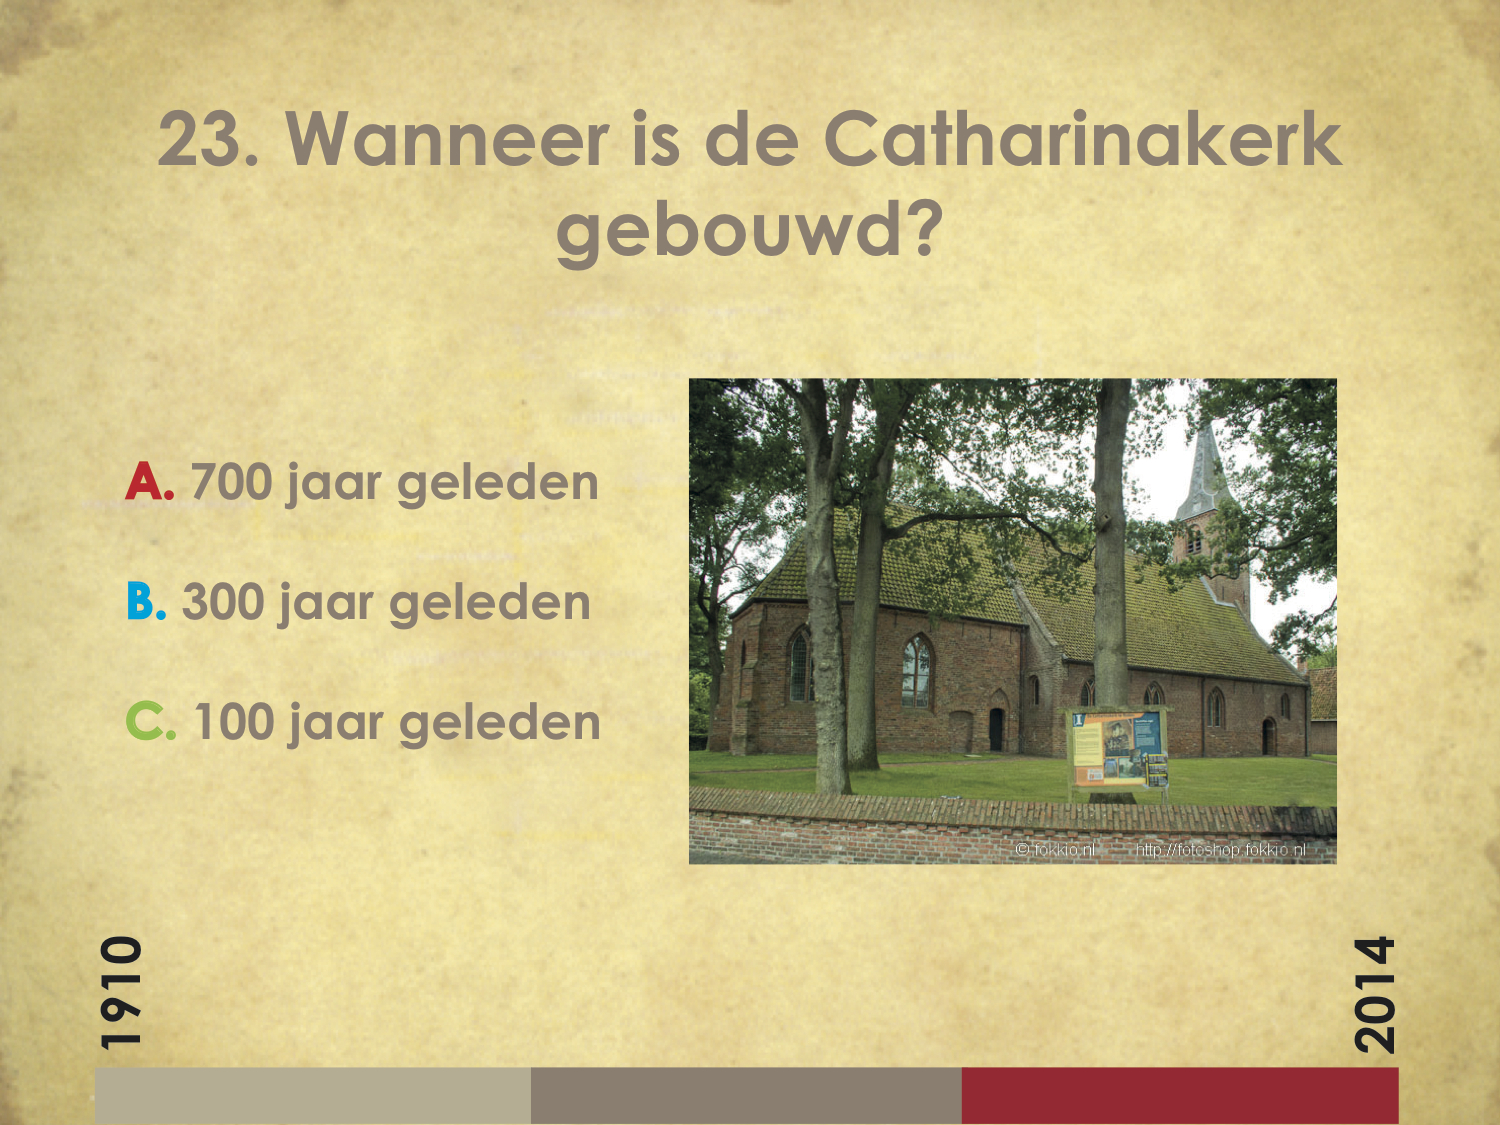 23. Wanneer is de Catharinakerk
gebouwd?
A. 700 jaar geleden
B. 300 jaar geleden
C. 100 jaar geleden
© fokkio.nl http://fotoshop.fokkio.nl
1910
2014